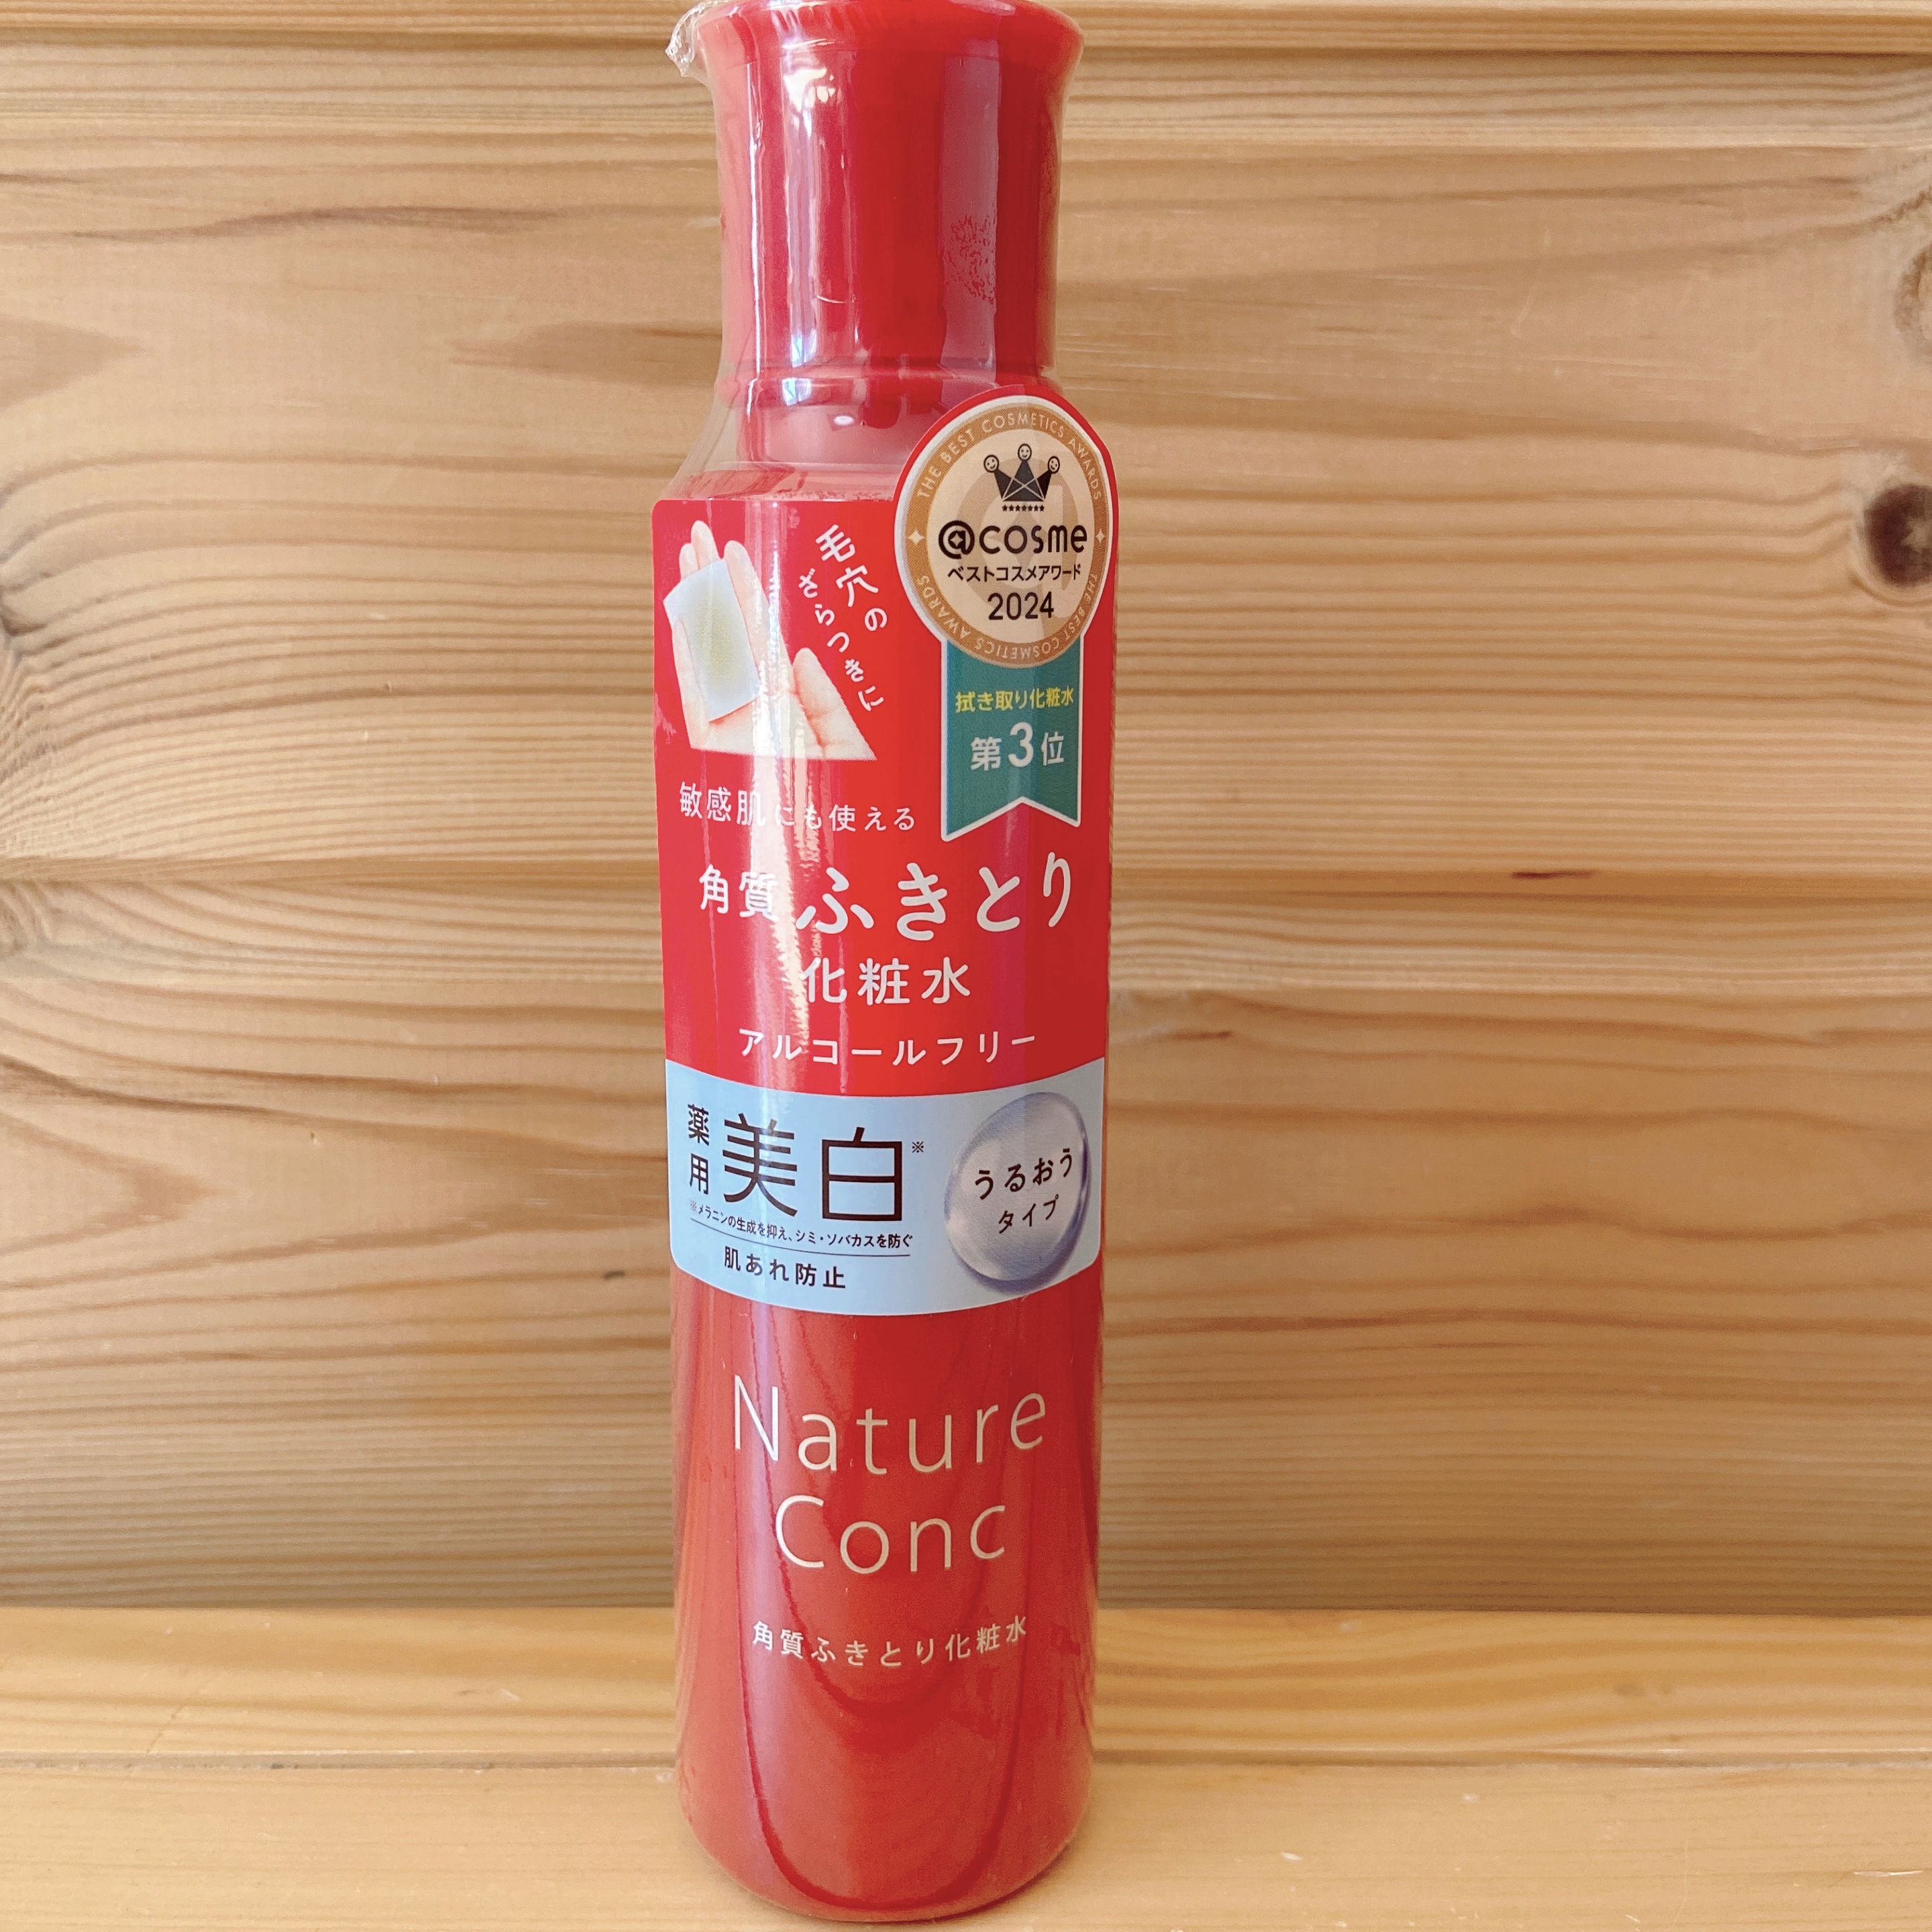 THE BEST COSMETICS AWARDS
@cosme
ベストコスメアワード
2024
THE BEST COSMETICS AWARDS
拭き取り化粧水
第3位
毛穴の
ざらつきに
敏感肌にも使える
角質ふきとり
化粧水
アルコールフリー
薬用
美白※
※メラニンの生成を抑え、シミ・ソバカスを防ぐ
肌あれ防止
うるおう
タイプ
Nature
Conc
角質ふきとり化粧水